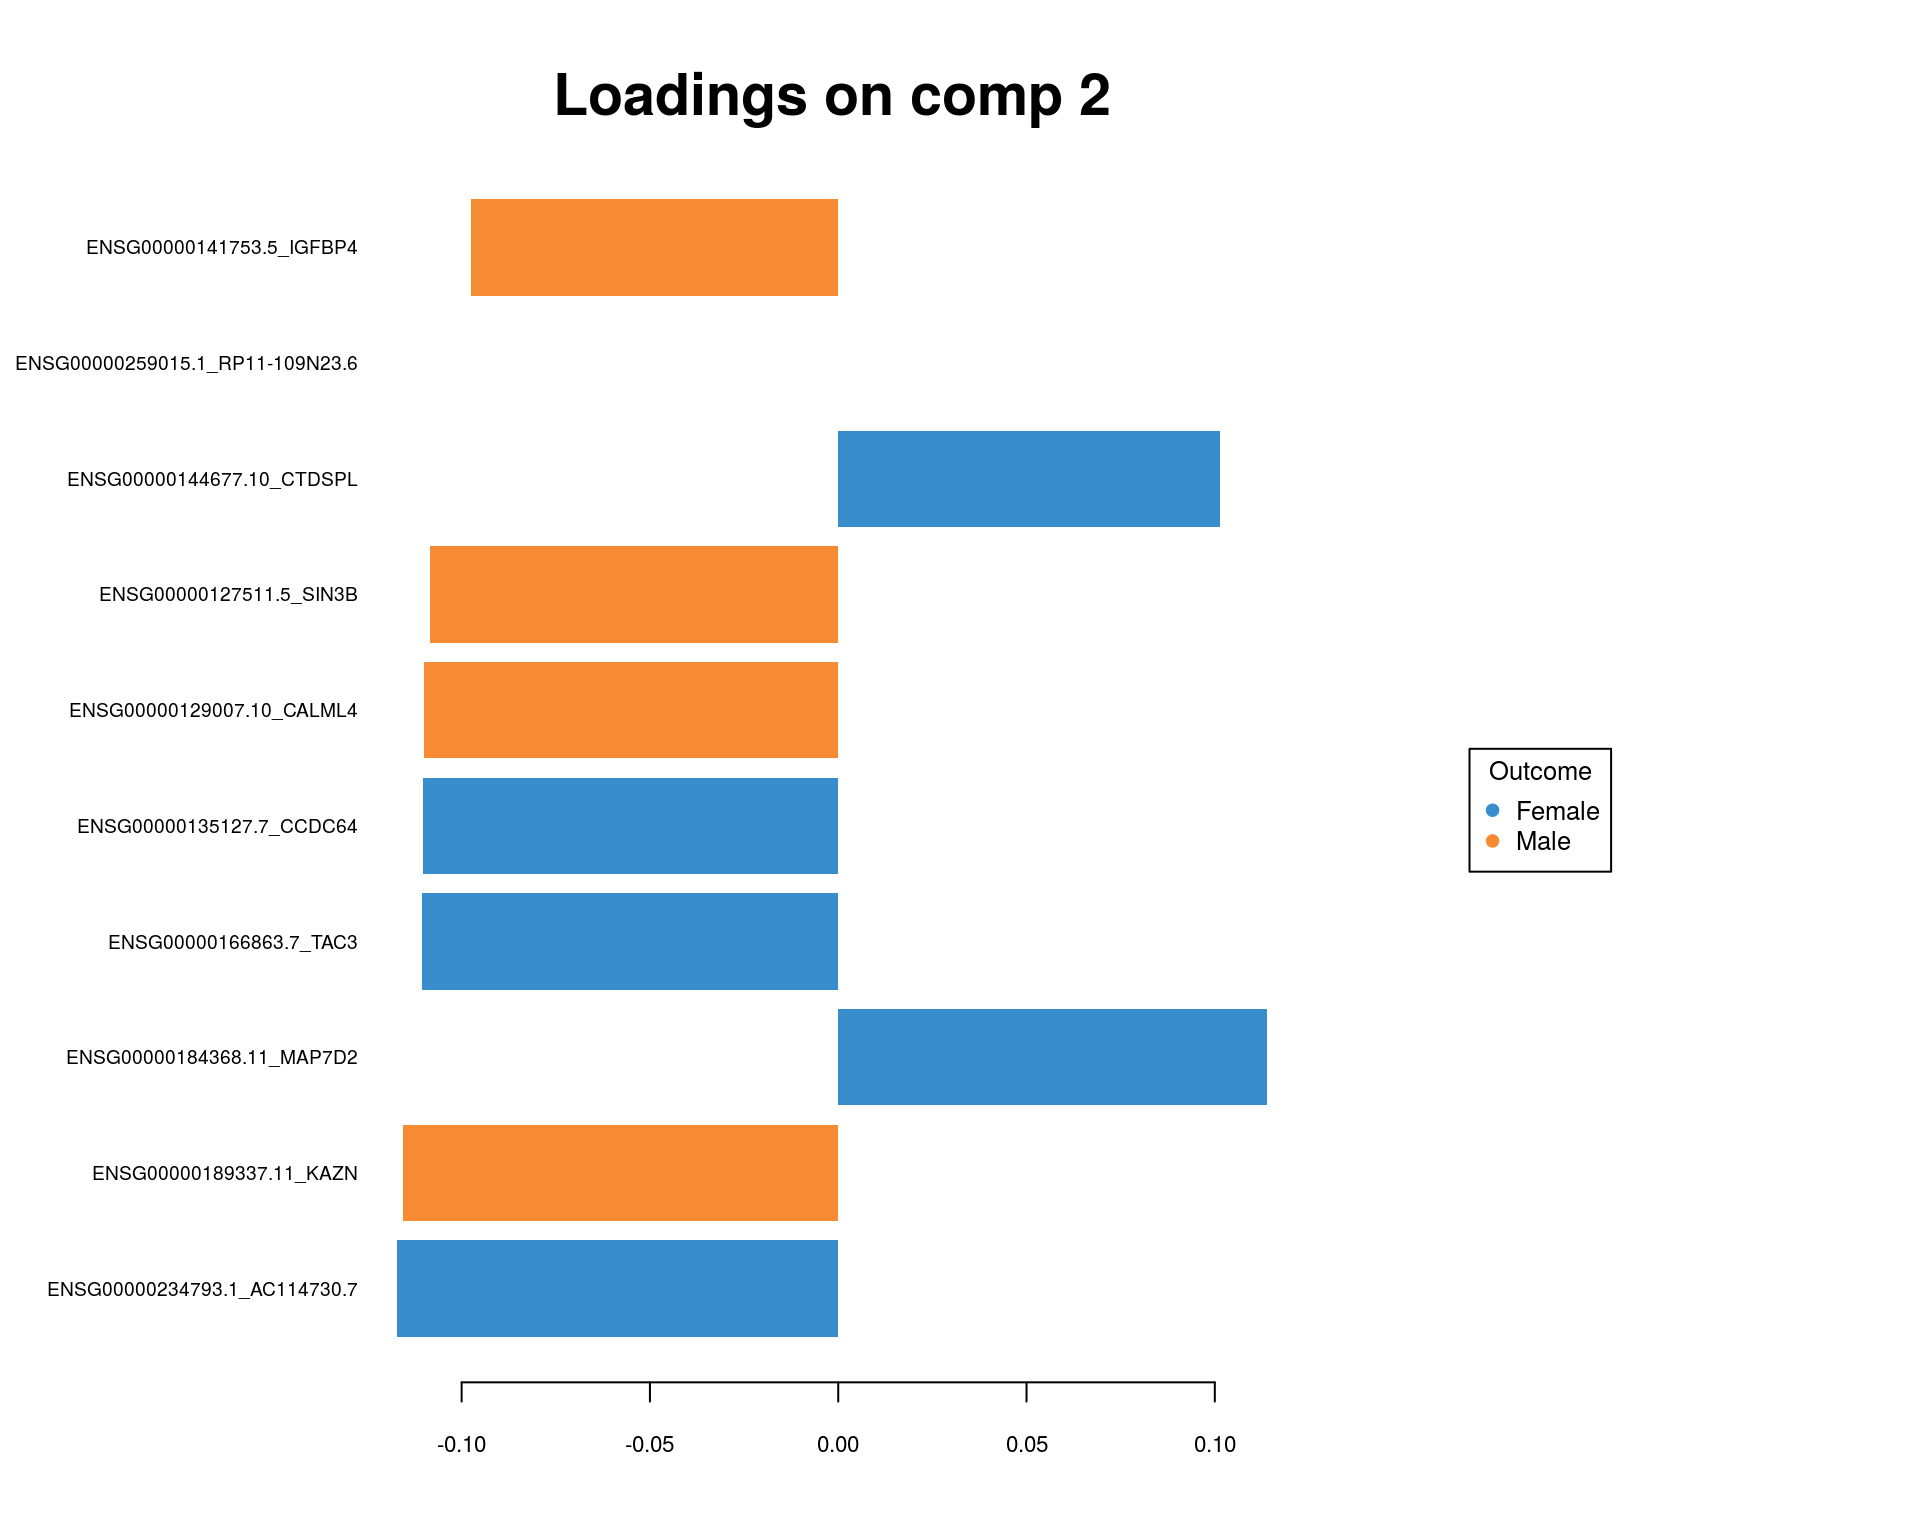 Loadings on comp 2
ENSG00000141753.5_IGFBP4
ENSG00000259015.1_RP11-109N23.6
ENSG00000144677.10_CTDSPL
ENSG00000127511.5_SIN3B
ENSG00000129007.10_CALML4
ENSG00000135127.7_CCDC64
ENSG00000166863.7_TAC3
ENSG00000184368.11_MAP7D2
ENSG00000189337.11_KAZN
ENSG00000234793.1_AC114730.7
Outcome
Female
Male
-0.10 -0.05 0.00 0.05 0.10